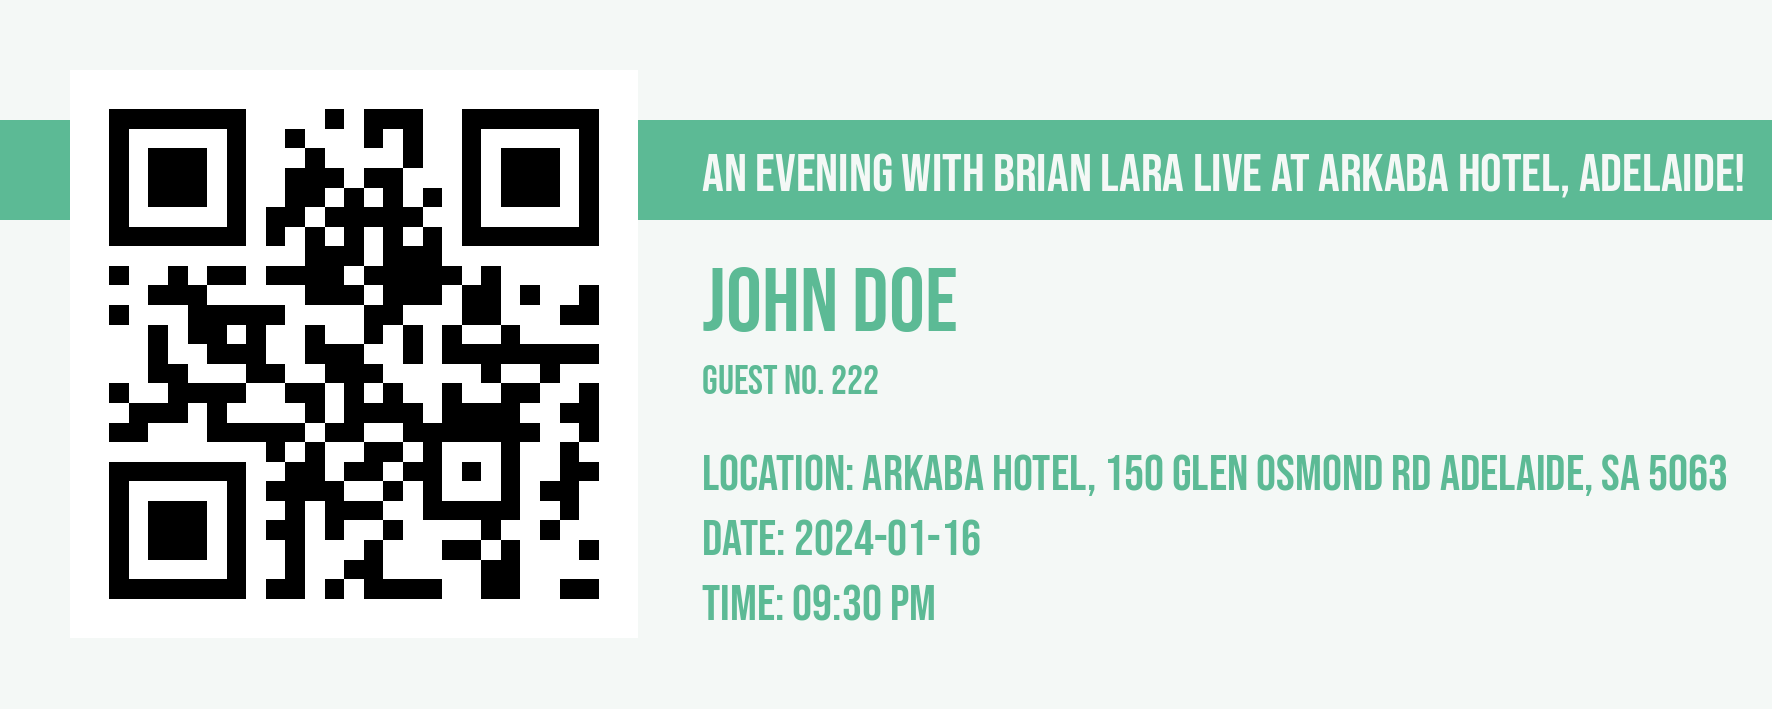 AN EVENING WITH BRIAN LARA LIVE AT ARKABA HOTEL, ADELAIDE!
JOHN DOE
GUEST NO. 222
LOCATION: ARKABA HOTEL, 150 GLEN OSMOND RD ADELAIDE, SA 5063
DATE: 2024-01-16
TIME: 09:30 PM